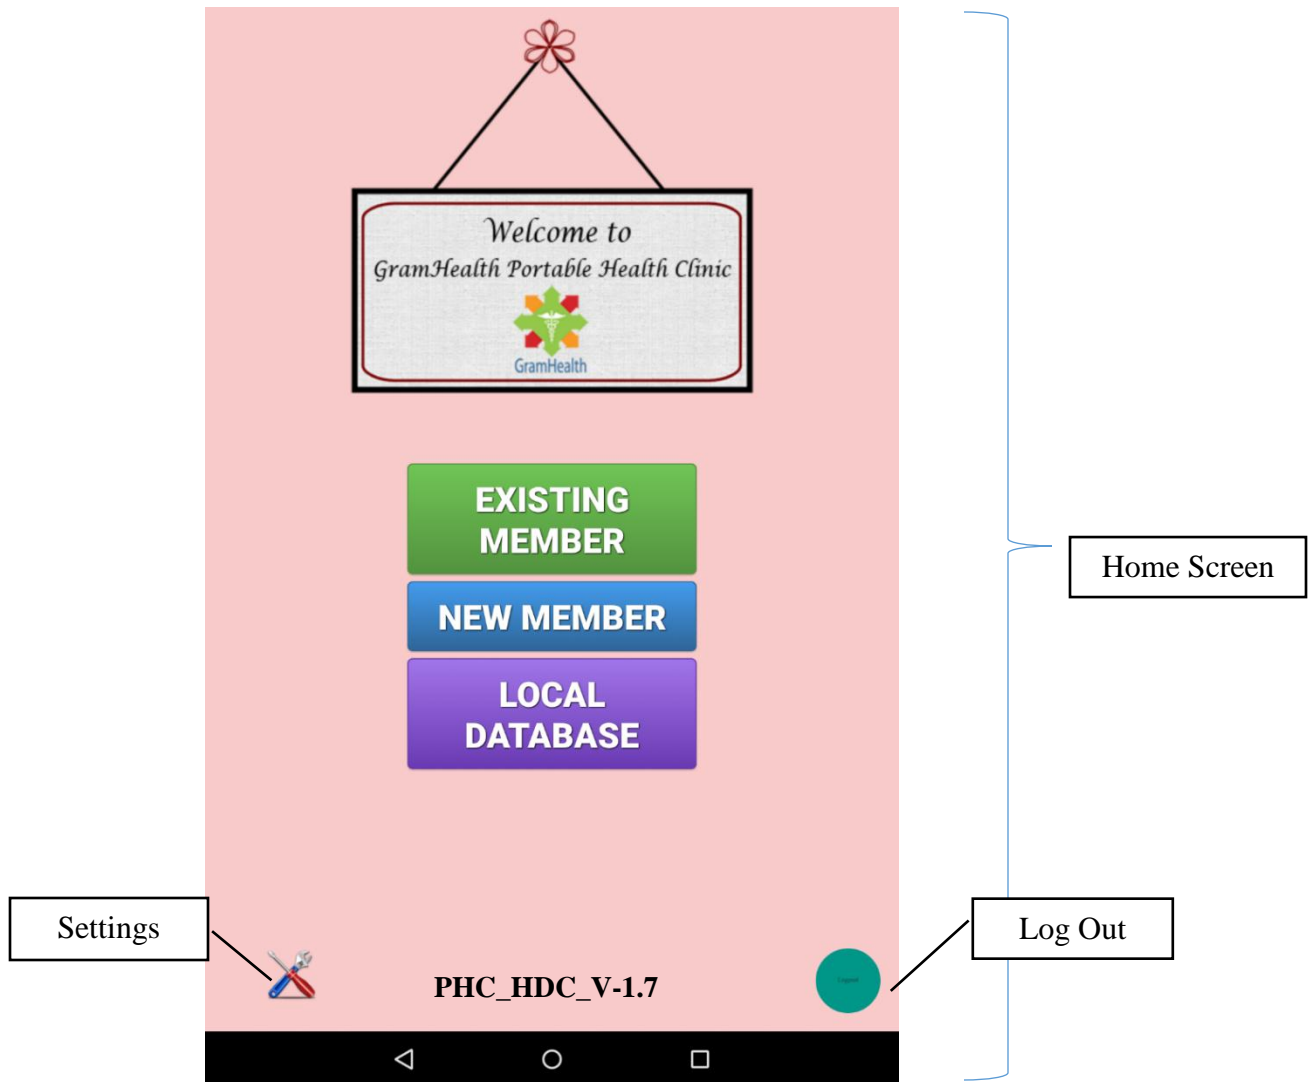 Welcome to
GramHealth Portable Health Clinic
GramHealth
EXISTING
MEMBER
NEW MEMBER
LOCAL
DATABASE
Home Screen
Settings
Log Out
PHC_HDC_V-1.7